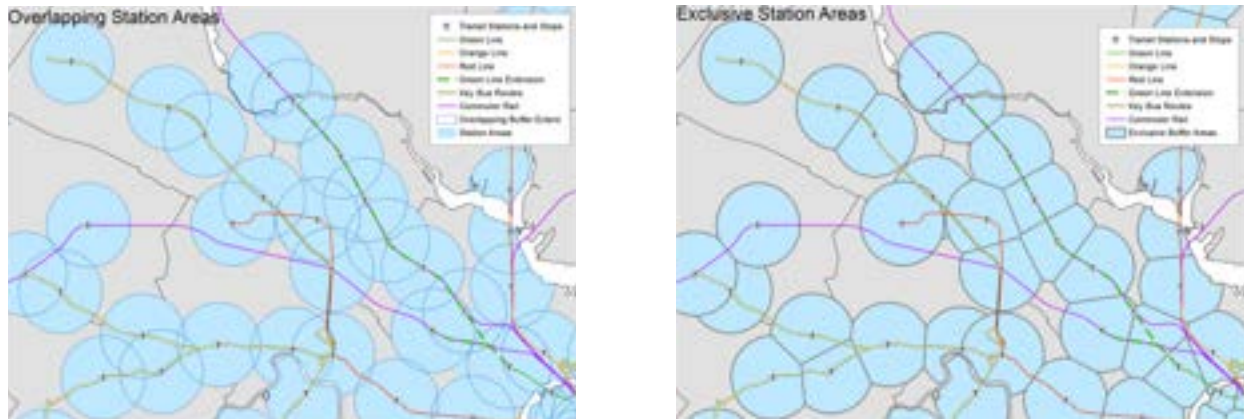 Overlapping Station Areas
Transit Stations and Stops
Green Line
Orange Line
Red Line
Green Line Extension
Key Bus Routes
Commuter Rail
Overlapping Buffer Extent
Station Areas
Exclusive Station Areas
Transit Stations and Stops
Green Line
Orange Line
Red Line
Green Line Extension
Key Bus Routes
Commuter Rail
Exclusive Buffer Areas